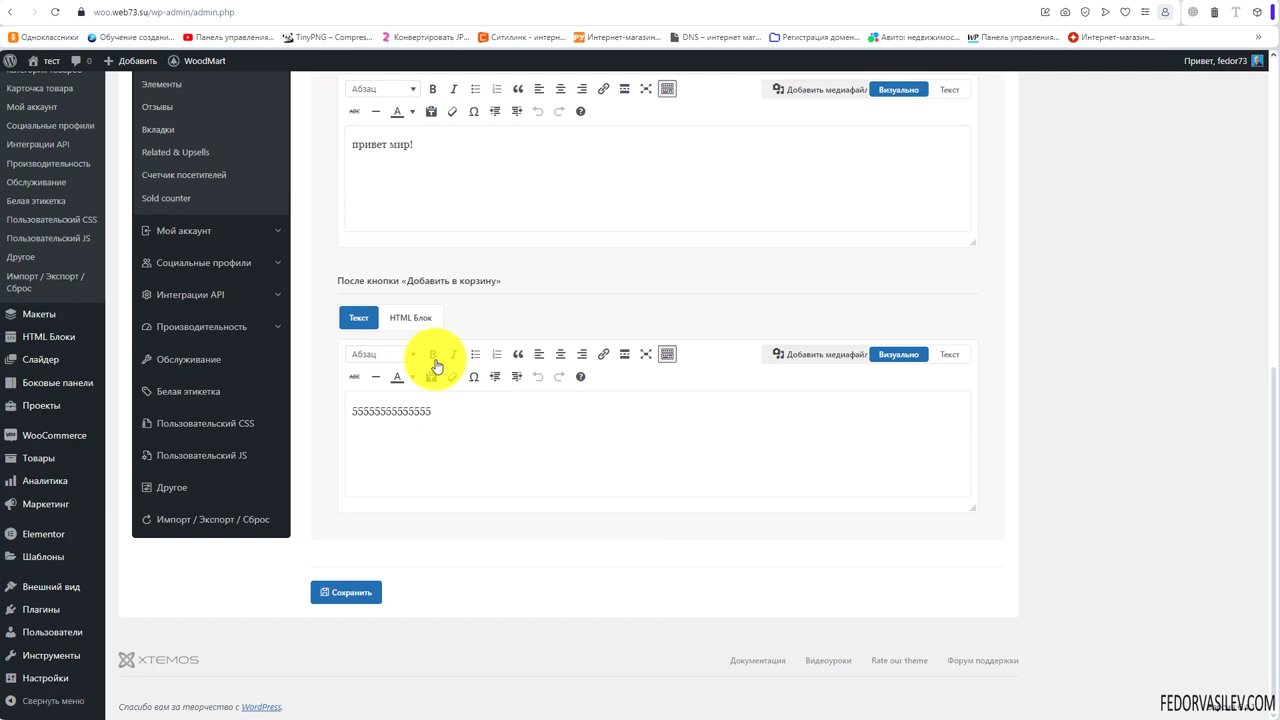 woo.web73.su/wp-admin/admin.php
Одноклассники
Обучение создани...
Панель управления...
TinyPNG – Compres...
Конвертировать JP...
Ситилинк – интерн...
Интернет-магазин...
DNS – интернет маг...
Регистрация домен...
Авито: недвижимос...
Панель управления...
Интернет-магазин...
тест
0
Добавить
WoodMart
Привет, fedor73
Карточка товара
Мой аккаунт
Социальные профили
Интеграции API
Производительность
Обслуживание
Белая этикетка
Пользовательский CSS
Пользовательский JS
Другое
Импорт / Экспорт /
Сброс
Макеты
HTML Блоки
Слайдер
Боковые панели
Проекты
WooCommerce
Товары
Аналитика
Маркетинг
Elementor
Шаблоны
Внешний вид
Плагины
Пользователи
Инструменты
Настройки
Свернуть меню
Элементы
Отзывы
Вкладки
Related & Upsells
Счетчик посетителей
Sold counter
Мой аккаунт
Социальные профили
Интеграции API
Производительность
Обслуживание
Белая этикетка
Пользовательский CSS
Пользовательский JS
Другое
Импорт / Экспорт / Сброс
Абзац
Добавить медиафайл
Визуально
Текст
привет мир!
После кнопки «Добавить в корзину»
Текст
HTML Блок
Абзац
Добавить медиафайл
Визуально
Текст
55555555555555
Сохранить
XTEMOS
Документация
Видеоуроки
Rate our theme
Форум поддержки
Спасибо вам за творчество с WordPress.
FEDORVASILEV.COM